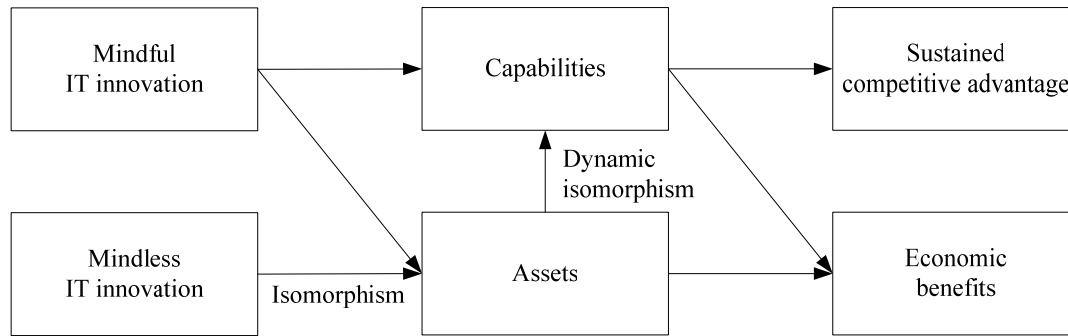 Mindful
IT innovation
Capabilities
Sustained
competitive advantage
Dynamic
isomorphism
Mindless
IT innovation
Isomorphism
Assets
Economic
benefits